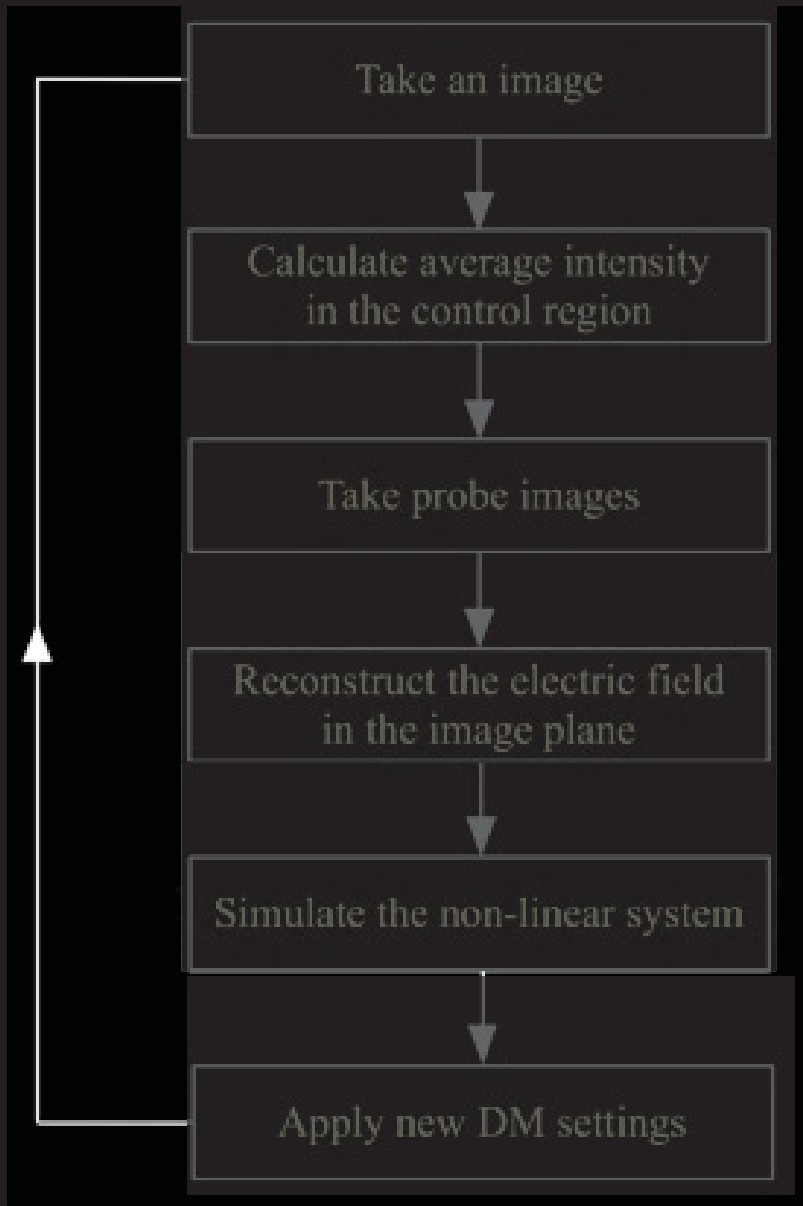 Take an image
Calculate average intensity
in the control region
Take probe images
Reconstruct the electric field
in the image plane
Simulate the non-linear system
Apply new DM settings